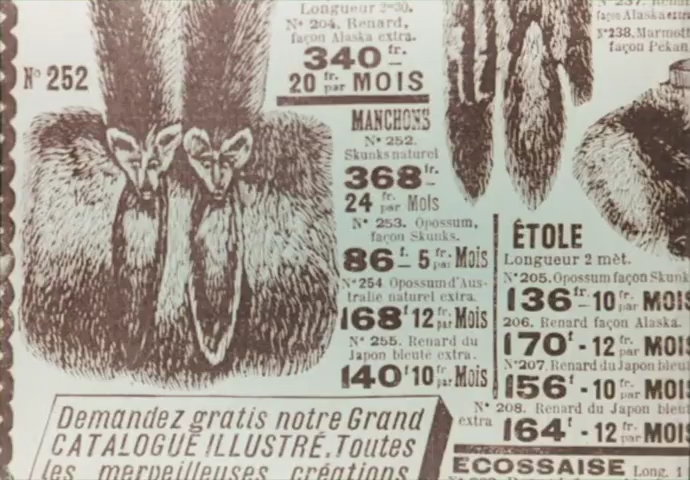 Longueur 2m30.
N° 204. Renard,
façon Alaska extra.
340 fr.
20 fr. par MOIS
N° 252
MANCHONS
N° 252.
Skunks naturel
368 fr.
24 fr. par Mois
N° 253. Opossum,
façon Skunks.
86 f. - 5 fr. par Mois
N° 254 Opossum d'Aus-
tralie naturel extra.
168 f 12 fr. par Mois
N° 255. Renard du
Japon bleuté extra.
140 f 10 fr. par Mois
façon Alaska extra
N° 238. Marmott
façon Pékan
ÉTOLE
Longueur 2 mèt.
N° 205. Opossum façon Skunk
136 fr. - 10 fr. par MOIS
206. Renard façon Alaska.
170 f - 12 fr. par MOIS
N° 207. Renard du Japon bleut
156 f - 10 fr. par MOIS
N° 208. Renard du Japon bleut
extra 164 f - 12 fr. par MOIS
ECOSSAISE Long. 1
Demandez gratis notre Grand
CATALOGUE ILLUSTRÉ. Toutes
les merveilleuses créations